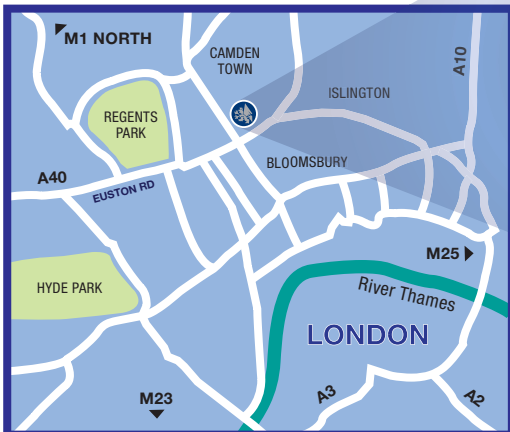 M1 NORTH
CAMDEN
TOWN
A10
ISLINGTON
REGENTS
PARK
BLOOMSBURY
A40
EUSTON RD
M25
HYDE PARK
River Thames
LONDON
M23
A3
A2